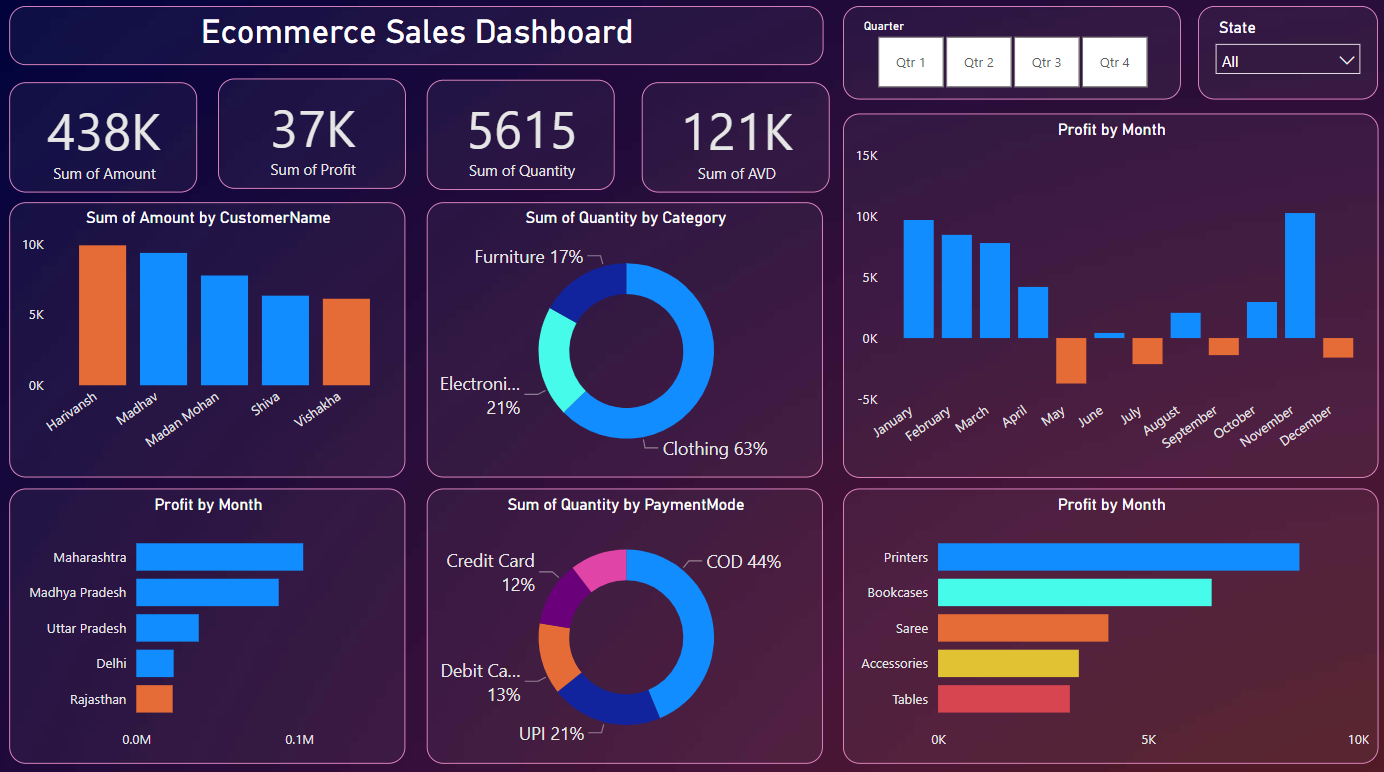 Ecommerce Sales Dashboard
Quarter
Qtr 1
Qtr 2
Qtr 3
Qtr 4
State
All
438K
Sum of Amount
37K
Sum of Profit
5615
Sum of Quantity
121K
Sum of AVD
Profit by Month
15K
10K
5K
0K
-5K
January
February
March
April
May
June
July
August
September
October
November
December
Sum of Amount by CustomerName
10K
5K
0K
Harivansh
Madhav
Madan Mohan
Shiva
Vishakha
Sum of Quantity by Category
Furniture 17%
Electroni...
21%
Clothing 63%
Profit by Month
Maharashtra
Madhya Pradesh
Uttar Pradesh
Delhi
Rajasthan
0.0M
0.1M
Sum of Quantity by PaymentMode
Credit Card
12%
COD 44%
Debit Ca...
13%
UPI 21%
Profit by Month
Printers
Bookcases
Saree
Accessories
Tables
0K
5K
10K